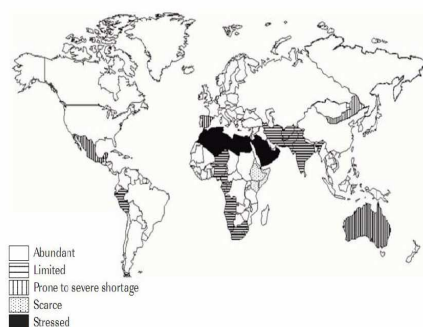 Abundant
Limited
Prone to severe shortage
Scarce
Stressed